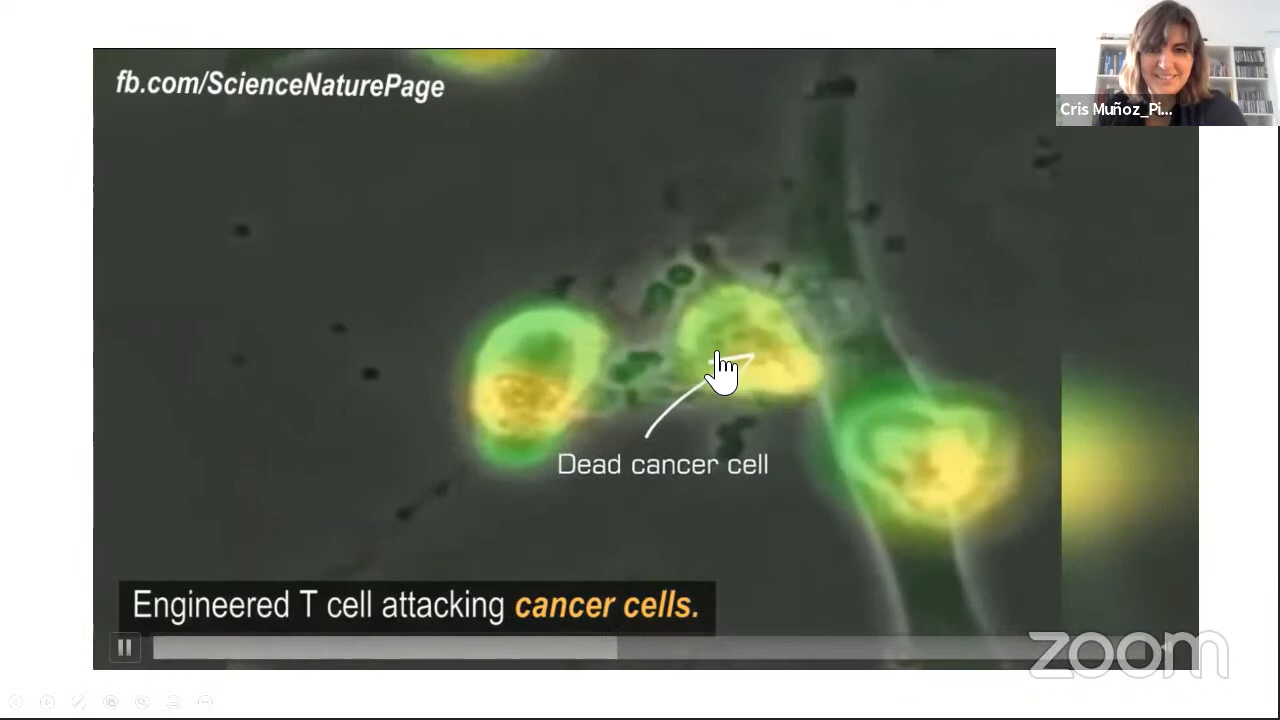 fb.com/ScienceNaturePage
Cris Muñoz_Pi...
Dead cancer cell
Engineered T cell attacking cancer cells.
zoom